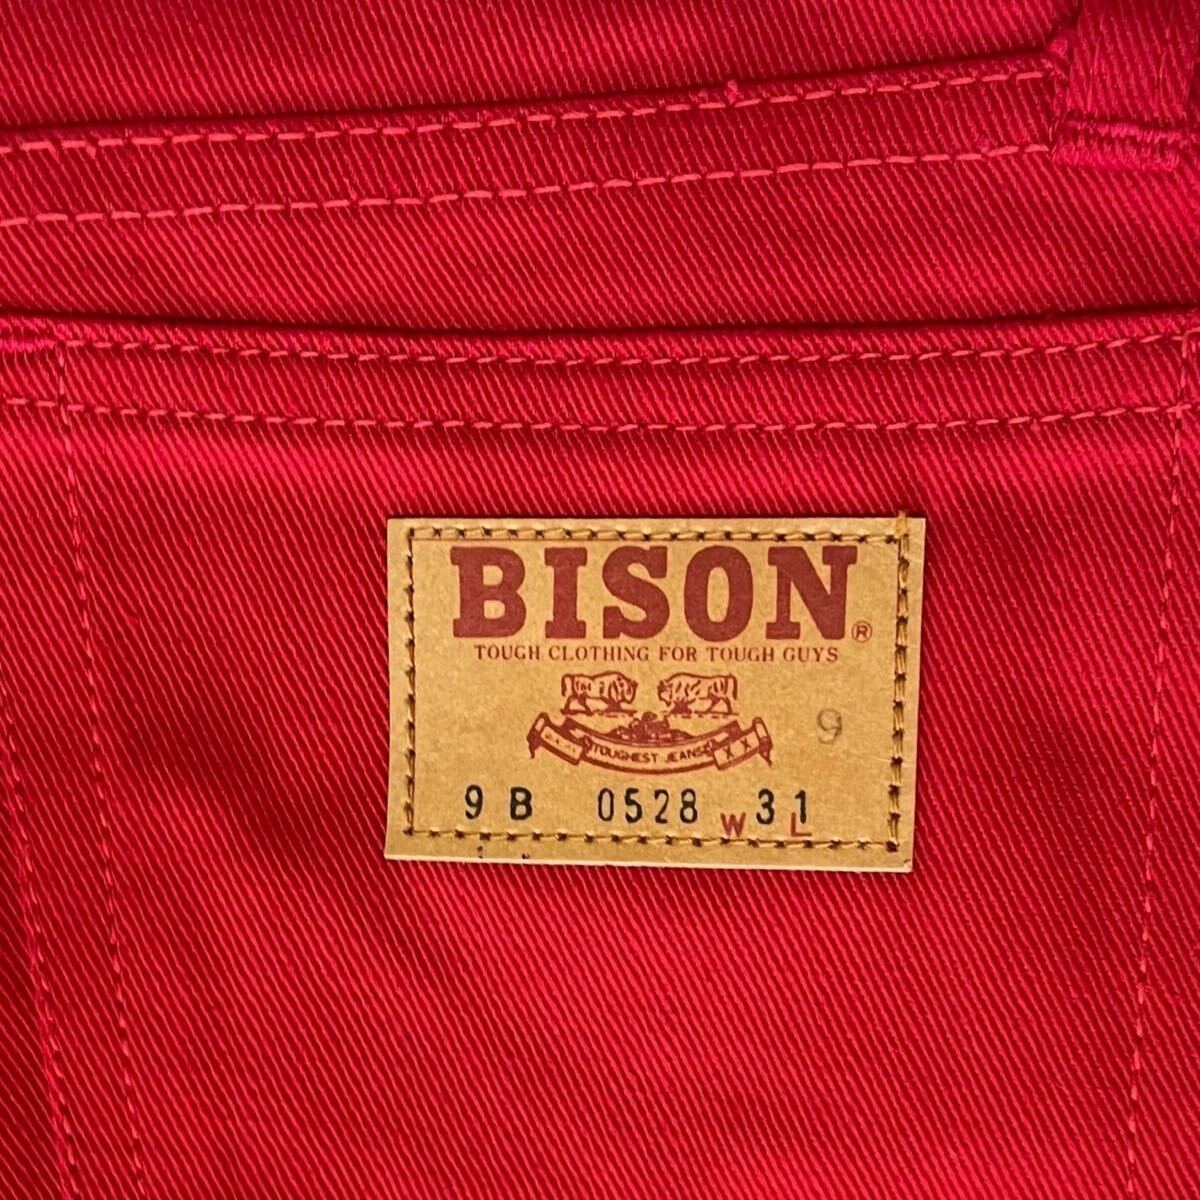 BISON®
TOUGH CLOTHING FOR TOUGH GUYS
9
TOUGHEST JEANS
X X
9 B 0528 W 31
L